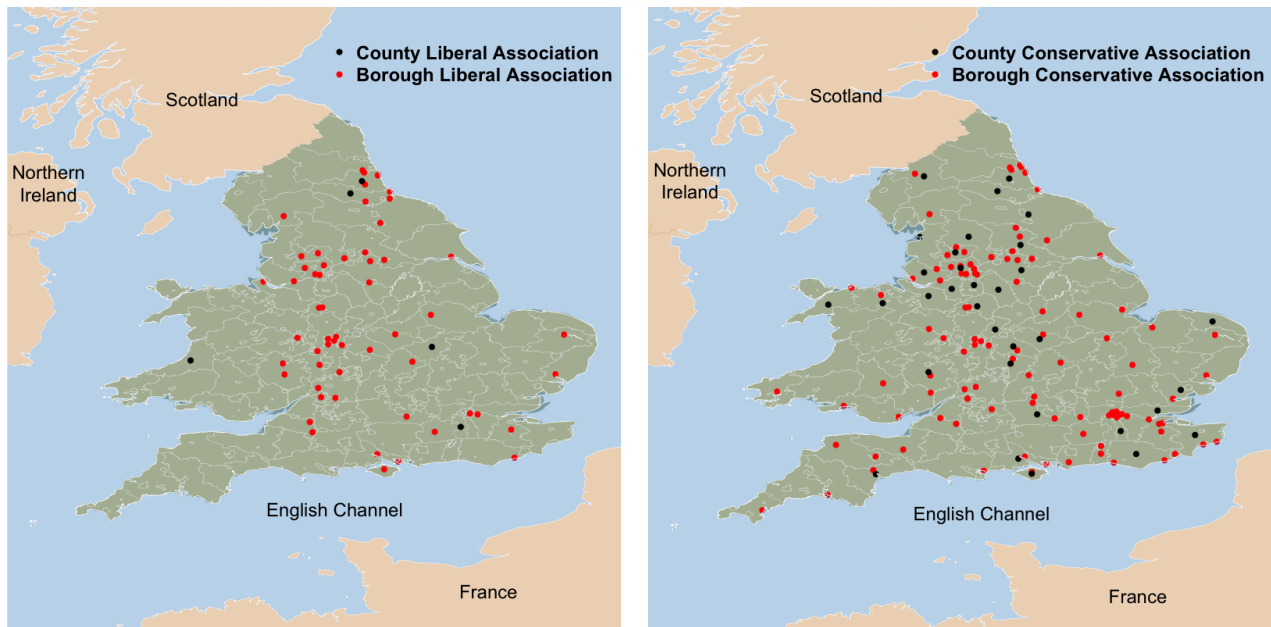 County Liberal Association
Borough Liberal Association
Scotland
Northern
Ireland
English Channel
France
County Conservative Association
Borough Conservative Association
Scotland
Northern
Ireland
English Channel
France